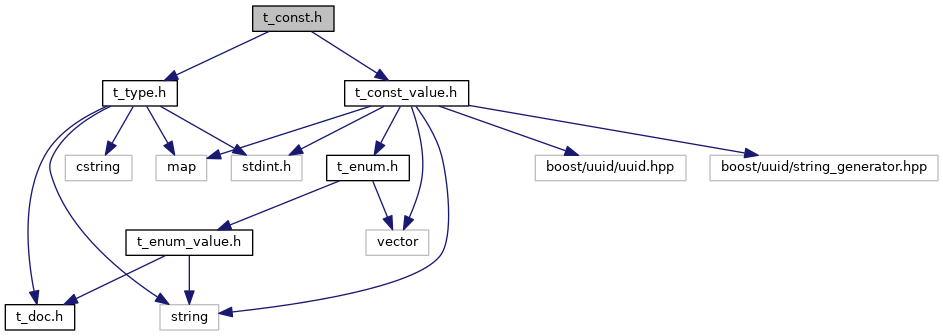 t_const.h
t_type.h
t_const_value.h
cstring
map
stdint.h
t_enum.h
boost/uuid/uuid.hpp
boost/uuid/string_generator.hpp
t_enum_value.h
vector
t_doc.h
string